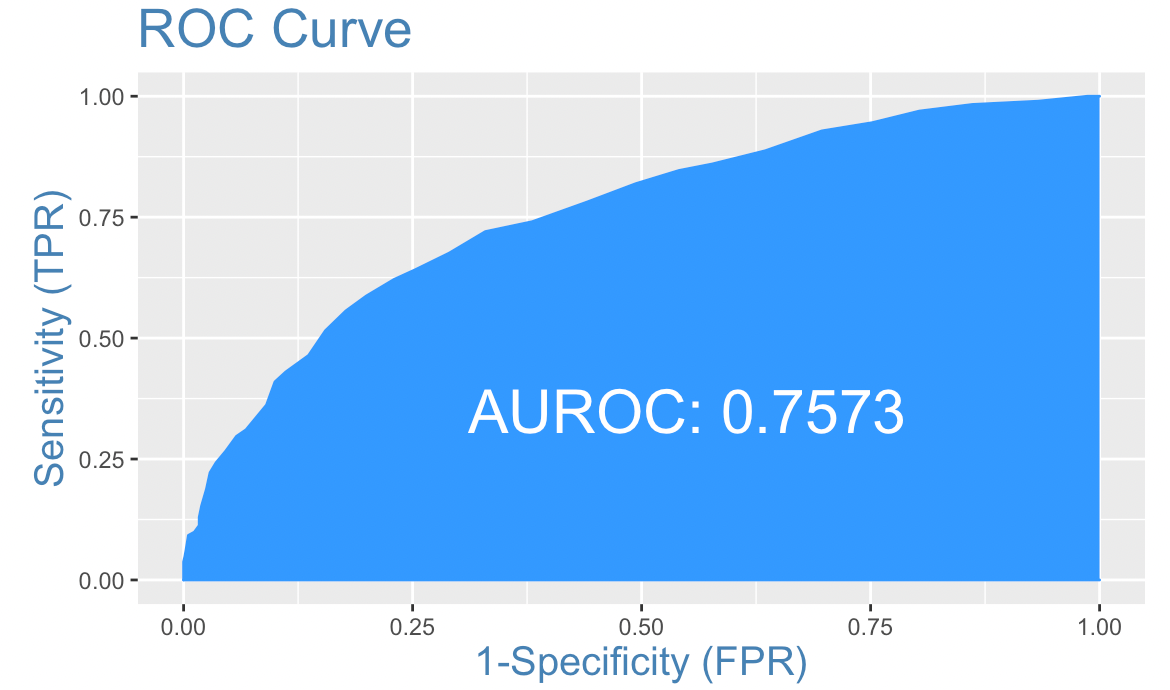 ROC Curve
1.00
0.75
0.50
0.25
0.00
Sensitivity (TPR)
AUROC: 0.7573
0.00 0.25 0.50 0.75 1.00
1-Specificity (FPR)